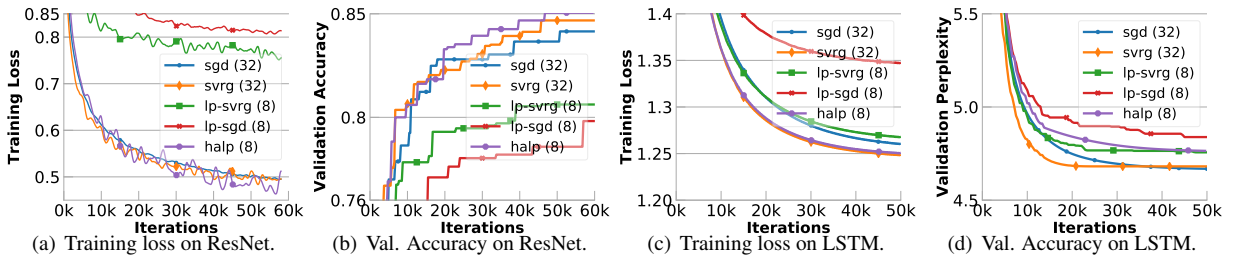 Training Loss
0.85
0.8
0.7
0.6
0.5
sgd (32)
svrg (32)
lp-svrg (8)
lp-sgd (8)
halp (8)
0k 10k 20k 30k 40k 50k 60k
Iterations
(a) Training loss on ResNet.
Validation Accuracy
0.85
0.8
0.76
sgd (32)
svrg (32)
lp-svrg (8)
lp-sgd (8)
halp (8)
0k 10k 20k 30k 40k 50k 60k
Iterations
(b) Val. Accuracy on ResNet.
Training Loss
1.4
1.35
1.30
1.25
1.20
sgd (32)
svrg (32)
lp-svrg (8)
lp-sgd (8)
halp (8)
0k 10k 20k 30k 40k 50k
Iterations
(c) Training loss on LSTM.
Validation Perplexity
5.5
5.0
4.5
sgd (32)
svrg (32)
lp-svrg (8)
lp-sgd (8)
halp (8)
0k 10k 20k 30k 40k 50k
Iterations
(d) Val. Accuracy on LSTM.